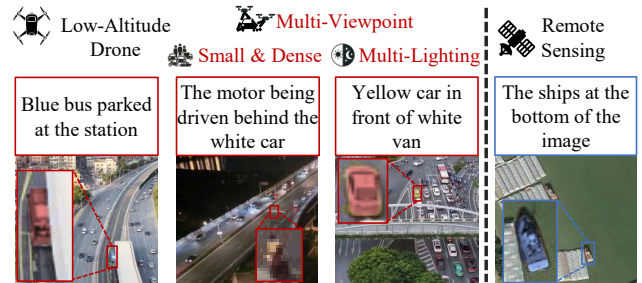 Low-Altitude
Drone
Multi-Viewpoint
Small & Dense
Multi-Lighting
Remote
Sensing
Blue bus parked
at the station
The motor being
driven behind the
white car
Yellow car in
front of white
van
The ships at the
bottom of the
image